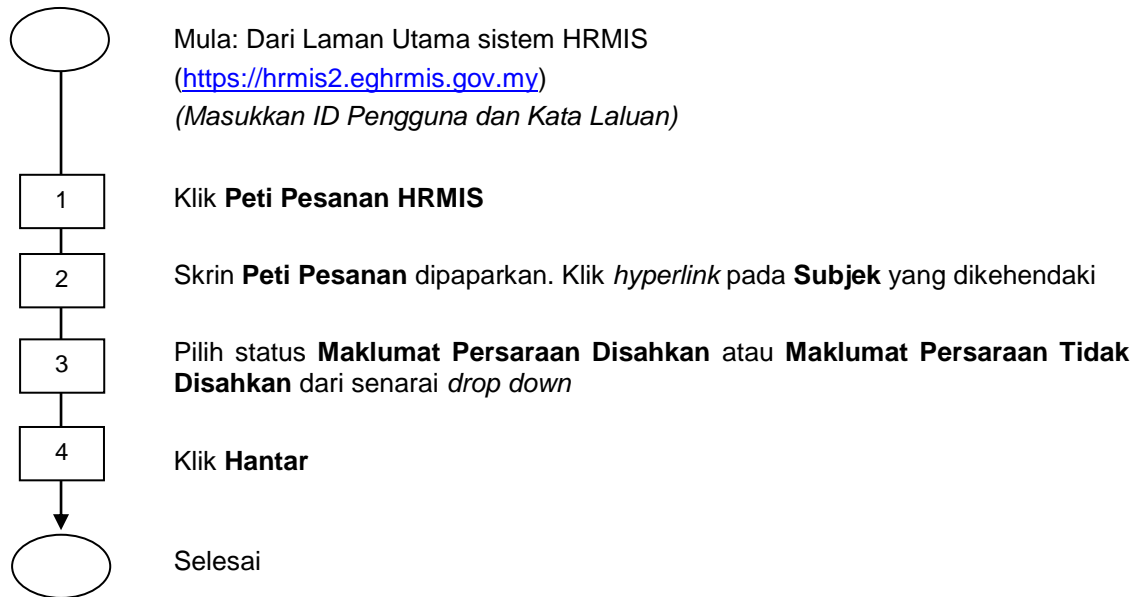 Mula: Dari Laman Utama sistem HRMIS
(https://hrmis2.eghrmis.gov.my)
(Masukkan ID Pengguna dan Kata Laluan)
1
Klik Peti Pesanan HRMIS
2
Skrin Peti Pesanan dipaparkan. Klik hyperlink pada Subjek yang dikehendaki
3
Pilih status Maklumat Persaraan Disahkan atau Maklumat Persaraan Tidak
Disahkan dari senarai drop down
4
Klik Hantar
Selesai